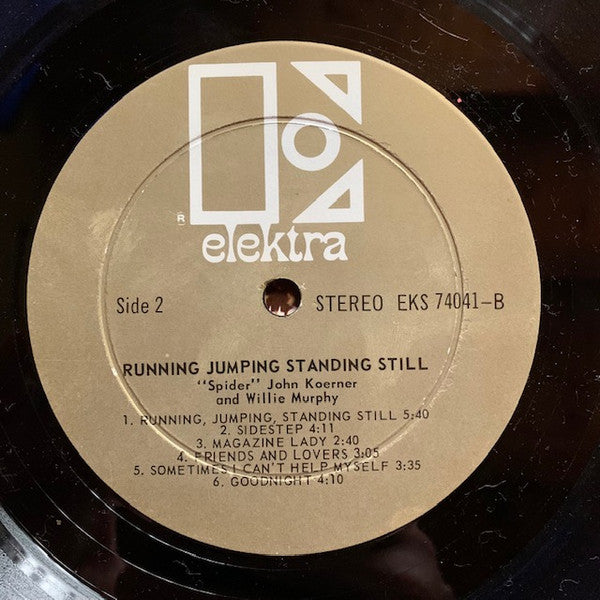 R
elektra
Side 2
STEREO EKS 74041-B
RUNNING JUMPING STANDING STILL
"Spider" John Koerner
and Willie Murphy
1. RUNNING, JUMPING, STANDING STILL 5:40
2. SIDESTEP 4:11
3. MAGAZINE LADY 2:40
4. FRIENDS AND LOVERS 3:05
5. SOMETIMES I CAN'T HELP MYSELF 3:35
6. GOODNIGHT 4:10